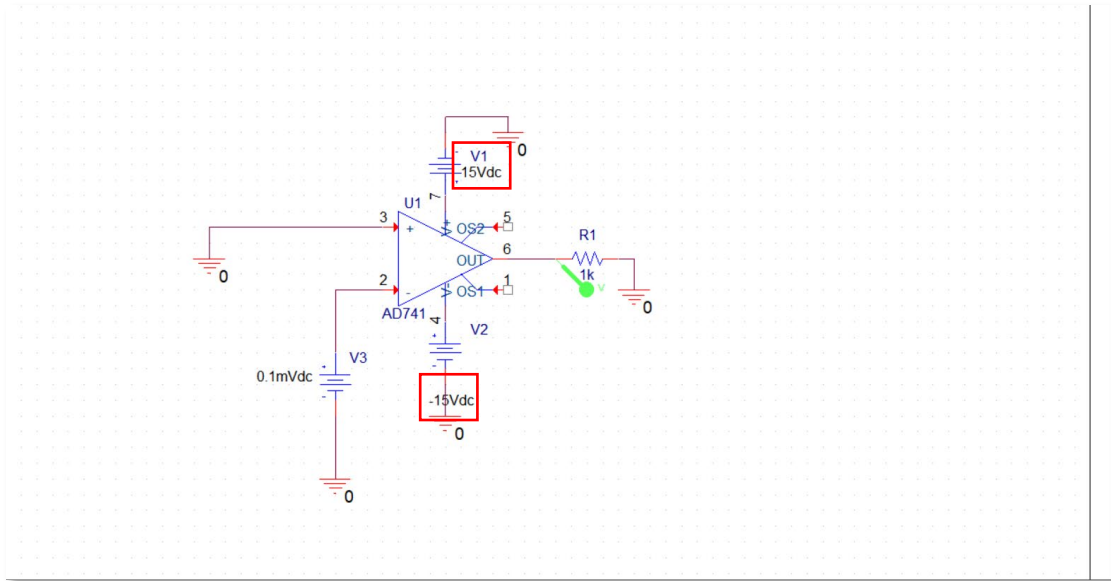 0
V1
15Vdc
7
U1
3
+
V+
OS2
5
R1
6
OUT
1k
V
0
0
2
-
V-
OS1
1
AD741
4
V2
V3
0.1mVdc
-15Vdc
0
0